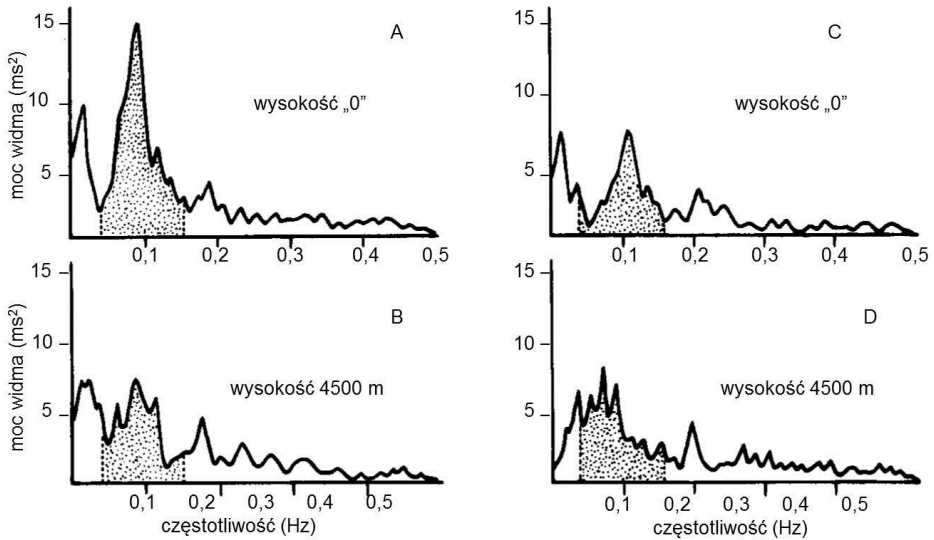 15
A
10
wysokość „0”
5
moc widma (ms²)
0,1 0,2 0,3 0,4 0,5
15
C
10
wysokość „0”
5
0,1 0,2 0,3 0,4 0,5
15
B
10
wysokość 4500 m
5
moc widma (ms²)
0,1 0,2 0,3 0,4 0,5
częstotliwość (Hz)
15
D
10
wysokość 4500 m
5
0,1 0,2 0,3 0,4 0,5
częstotliwość (Hz)